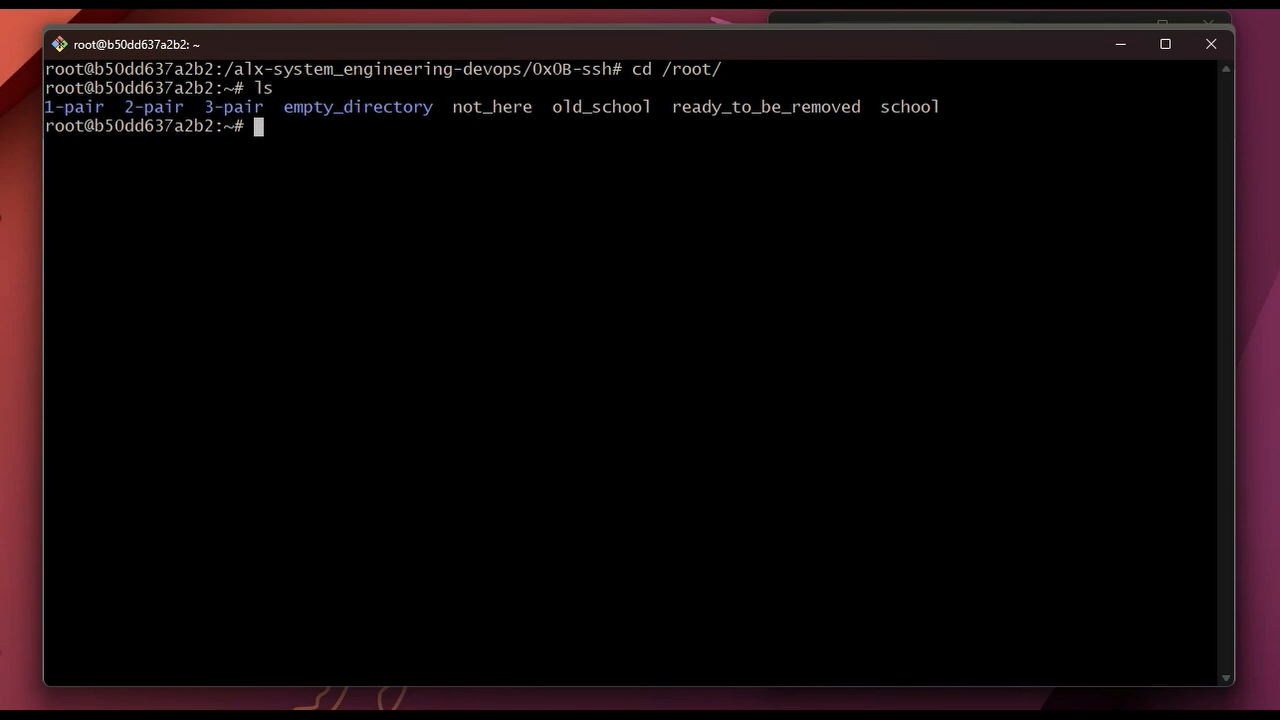 root@b50dd637a2b2: ~
root@b50dd637a2b2:/alx-system_engineering-devops/0x0B-ssh# cd /root/
root@b50dd637a2b2:~# ls
1-pair  2-pair  3-pair  empty_directory  not_here  old_school  ready_to_be_removed  school
root@b50dd637a2b2:~#